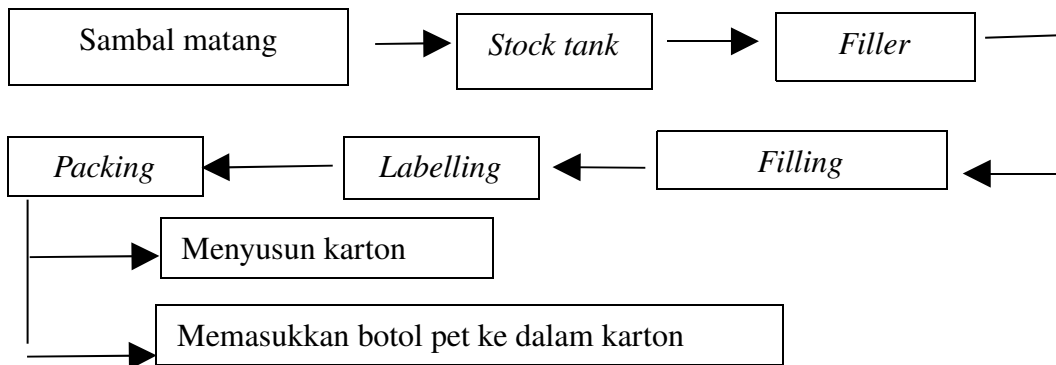 Sambal matang
Stock tank
Filler
Packing
Labelling
Filling
Menyusun karton
Memasukkan botol pet ke dalam karton